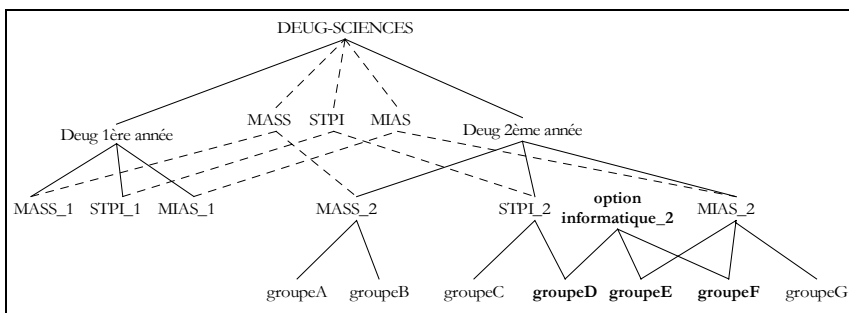 DEUG-SCIENCES
MASS STPI MIAS
Deug 1ère année Deug 2ème année
MASS_1 STPI_1 MIAS_1 MASS_2 STPI_2 option informatique_2 MIAS_2
groupeA groupeB groupeC groupeD groupeE groupeF groupeG